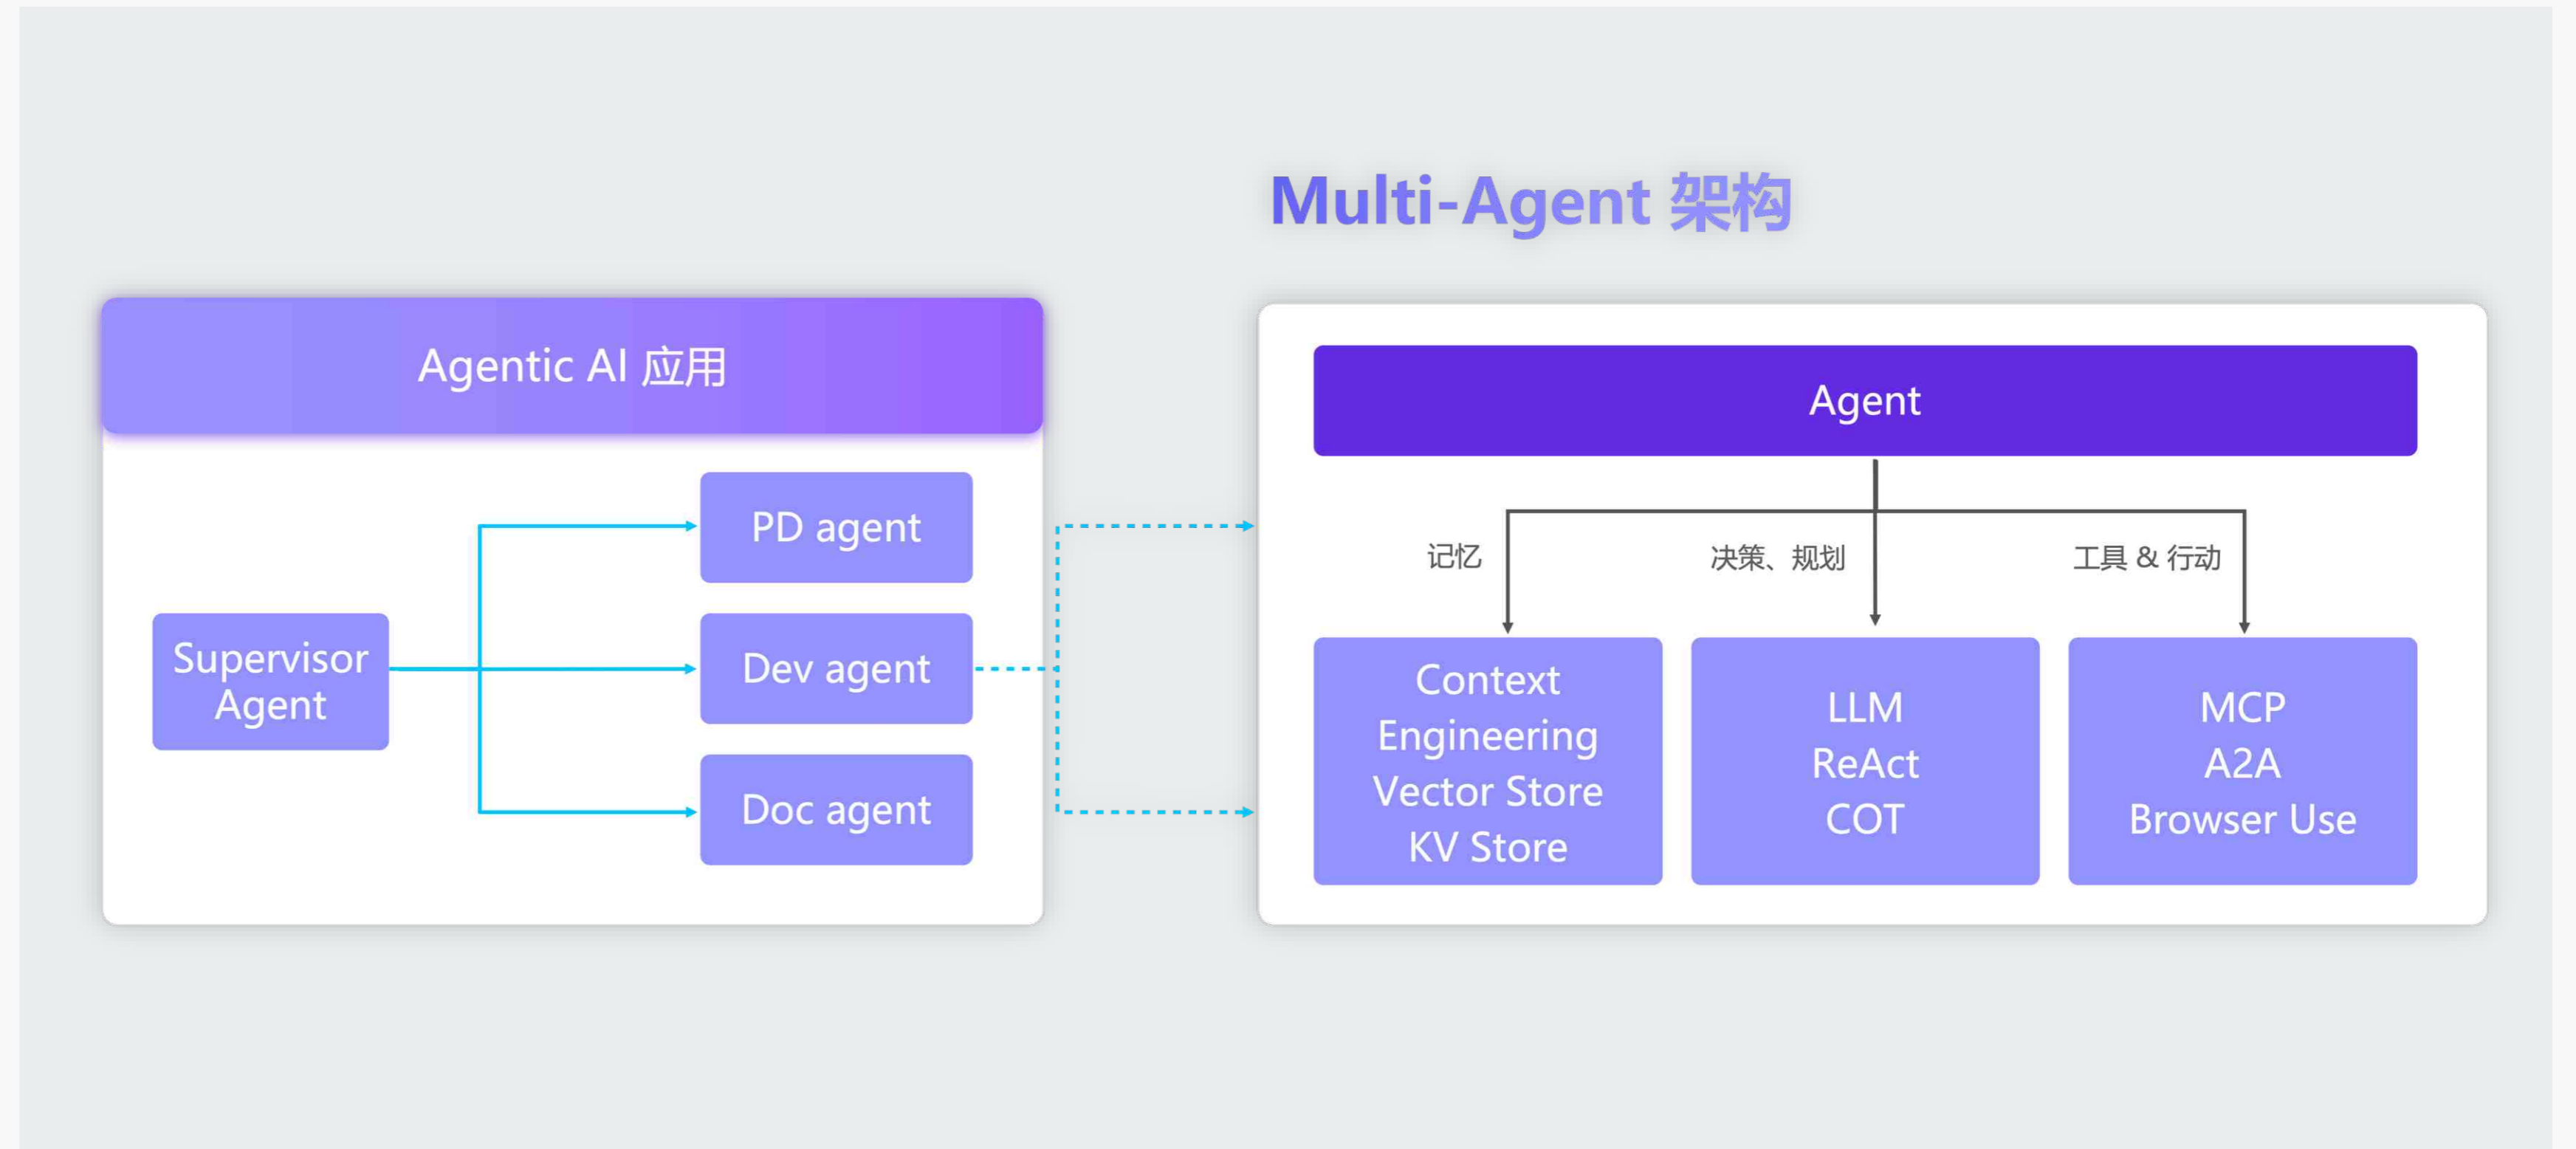 Multi-Agent 架构
Agentic AI 应用
Supervisor
Agent
PD agent
Dev agent
Doc agent
Agent
记忆
决策、规划
工具 & 行动
Context
Engineering
Vector Store
KV Store
LLM
ReAct
COT
MCP
A2A
Browser Use